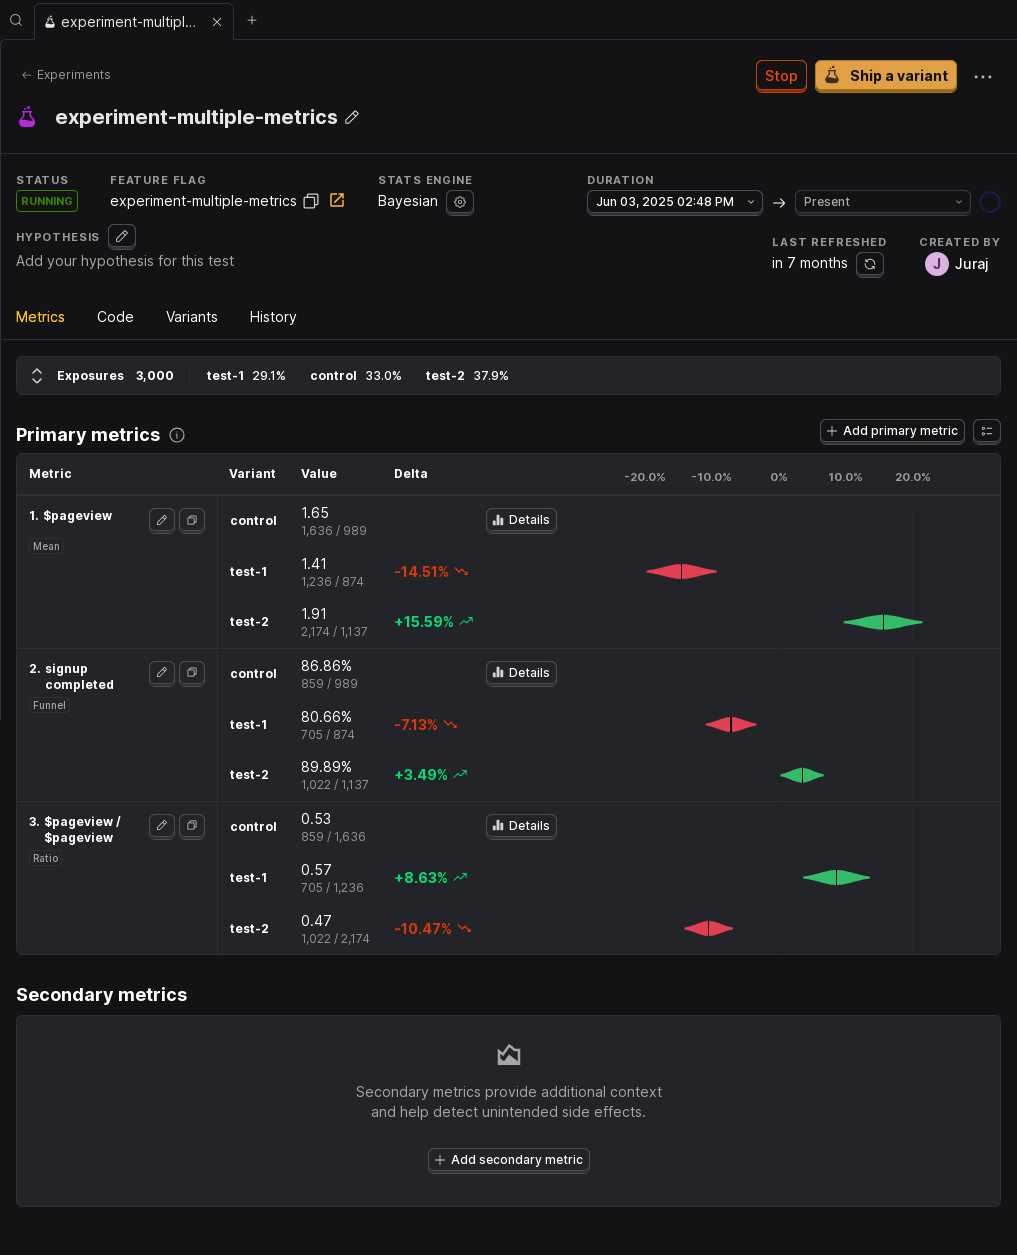 experiment-multipl...
Experiments
Stop
Ship a variant
experiment-multiple-metrics
STATUS
FEATURE FLAG
STATS ENGINE
DURATION
RUNNING
experiment-multiple-metrics
Bayesian
Jun 03, 2025 02:48 PM
Present
HYPOTHESIS
Add your hypothesis for this test
LAST REFRESHED
CREATED BY
in 7 months
J
Juraj
Metrics
Code
Variants
History
Exposures 3,000 test-1 29.1% control 33.0% test-2 37.9%
Primary metrics
Add primary metric
Metric Variant Value Delta -20.0% -10.0% 0% 10.0% 20.0%
1. $pageview
Mean
control
1.65
1,636 / 989
Details
test-1
1.41
1,236 / 874
-14.51%
test-2
1.91
2,174 / 1,137
+15.59%
2. signup
completed
Funnel
control
86.86%
859 / 989
Details
test-1
80.66%
705 / 874
-7.13%
test-2
89.89%
1,022 / 1,137
+3.49%
3. $pageview /
$pageview
Ratio
control
0.53
859 / 1,636
Details
test-1
0.57
705 / 1,236
+8.63%
test-2
0.47
1,022 / 2,174
-10.47%
Secondary metrics
Secondary metrics provide additional context
and help detect unintended side effects.
Add secondary metric